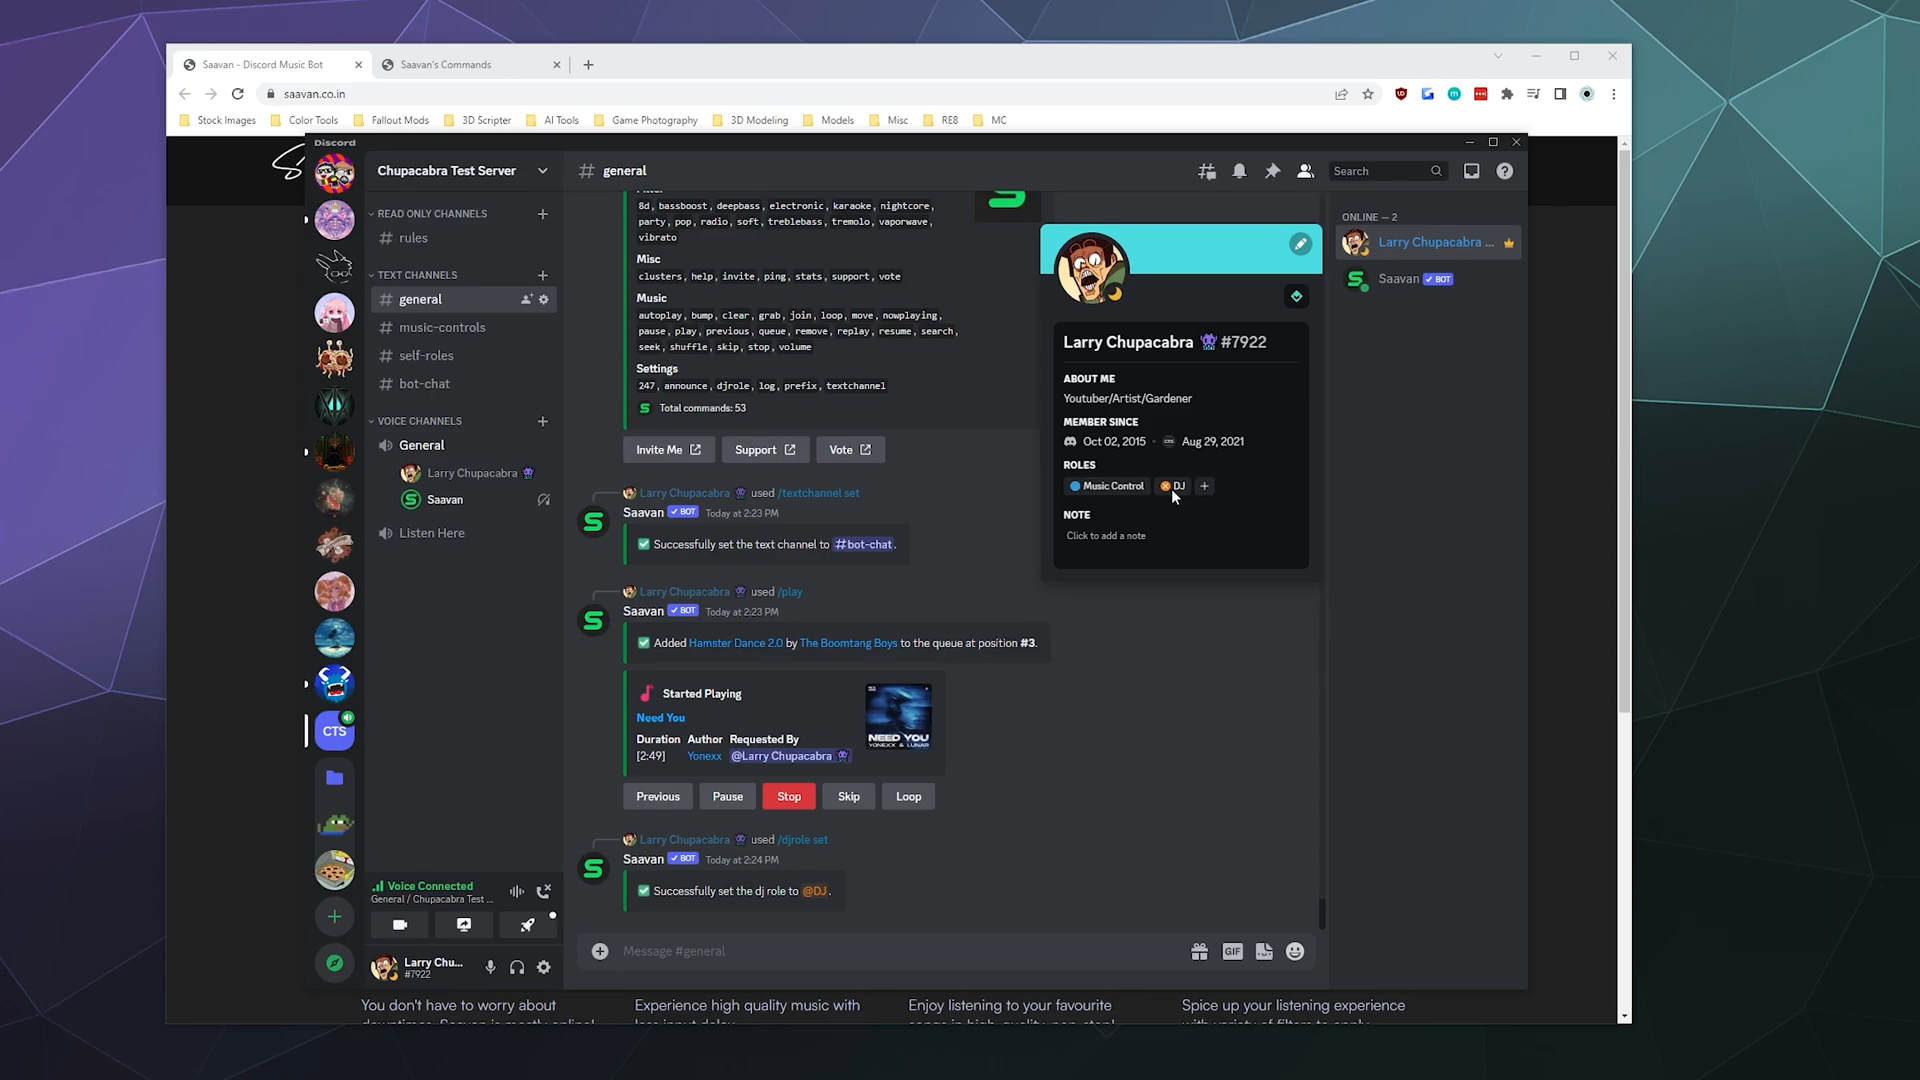 Saavan - Discord Music Bot
Saavan's Commands
saavan.co.in
Stock Images
Color Tools
Fallout Mods
3D Scripter
AI Tools
Game Photography
3D Modeling
Models
Misc
RE8
MC
Discord
Chupacabra Test Server
general
Search
READ ONLY CHANNELS
rules
TEXT CHANNELS
general
music-controls
self-roles
bot-chat
VOICE CHANNELS
General
Larry Chupacabra
Saavan
Listen Here
CTS
Voice Connected
General / Chupacabra Test ...
Larry Chu...
#7922
8d, bassboost, deepbass, electronic, karaoke, nightcore,
party, pop, radio, soft, treblebass, tremolo, vaporwave,
vibrato
Misc
clusters, help, invite, ping, stats, support, vote
Music
autoplay, bump, clear, grab, join, loop, move, nowplaying,
pause, play, previous, queue, remove, replay, resume, search,
seek, shuffle, skip, stop, volume
Settings
247, announce, djrole, log, prefix, textchannel
Total commands: 53
Invite Me
Support
Vote
Larry Chupacabra used /textchannel set
Saavan BOT Today at 2:23 PM
Successfully set the text channel to #bot-chat.
Larry Chupacabra used /play
Saavan BOT Today at 2:23 PM
Added Hamster Dance 2.0 by The Boomtang Boys to the queue at position #3.
Started Playing
Need You
Duration Author Requested By
[2:49] Yonexx @Larry Chupacabra
NEED YOU
YONEXX & LUNAR
Previous
Pause
Stop
Skip
Loop
Larry Chupacabra used /djrole set
Saavan BOT Today at 2:24 PM
Successfully set the dj role to @DJ.
Message #general
GIF
Larry Chupacabra #7922
ABOUT ME
Youtuber/Artist/Gardener
MEMBER SINCE
Oct 02, 2015 • CTS Aug 29, 2021
ROLES
Music Control
DJ
NOTE
Click to add a note
ONLINE — 2
Larry Chupacabra ...
Saavan BOT
You don't have to worry about
Experience high quality music with
Enjoy listening to your favourite
Spice up your listening experience